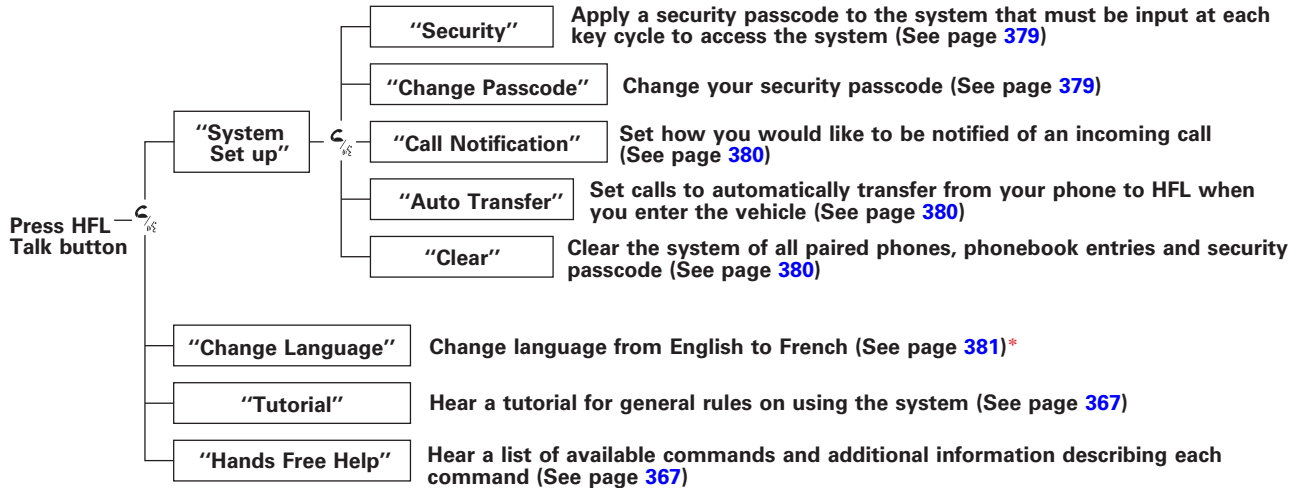 "Security"
Apply a security passcode to the system that must be input at each
key cycle to access the system (See page 379)
"Change Passcode"
Change your security passcode (See page 379)
"System
Set up"
"Call Notification"
Set how you would like to be notified of an incoming call
(See page 380)
"Auto Transfer"
Set calls to automatically transfer from your phone to HFL when
you enter the vehicle (See page 380)
Press HFL
Talk button
"Clear"
Clear the system of all paired phones, phonebook entries and security
passcode (See page 380)
"Change Language"
Change language from English to French (See page 381)*
"Tutorial"
Hear a tutorial for general rules on using the system (See page 367)
"Hands Free Help"
Hear a list of available commands and additional information describing each
command (See page 367)